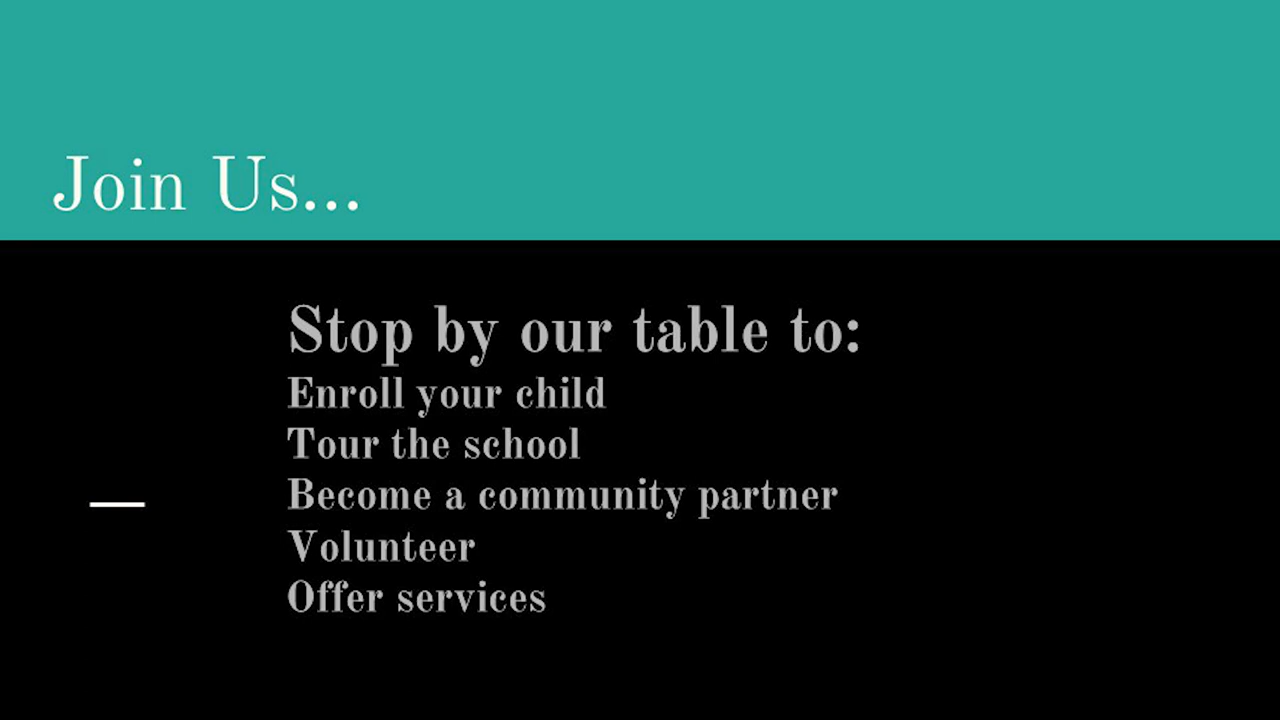 Join Us...
Stop by our table to:
Enroll your child
Tour the school
Become a community partner
Volunteer
Offer services